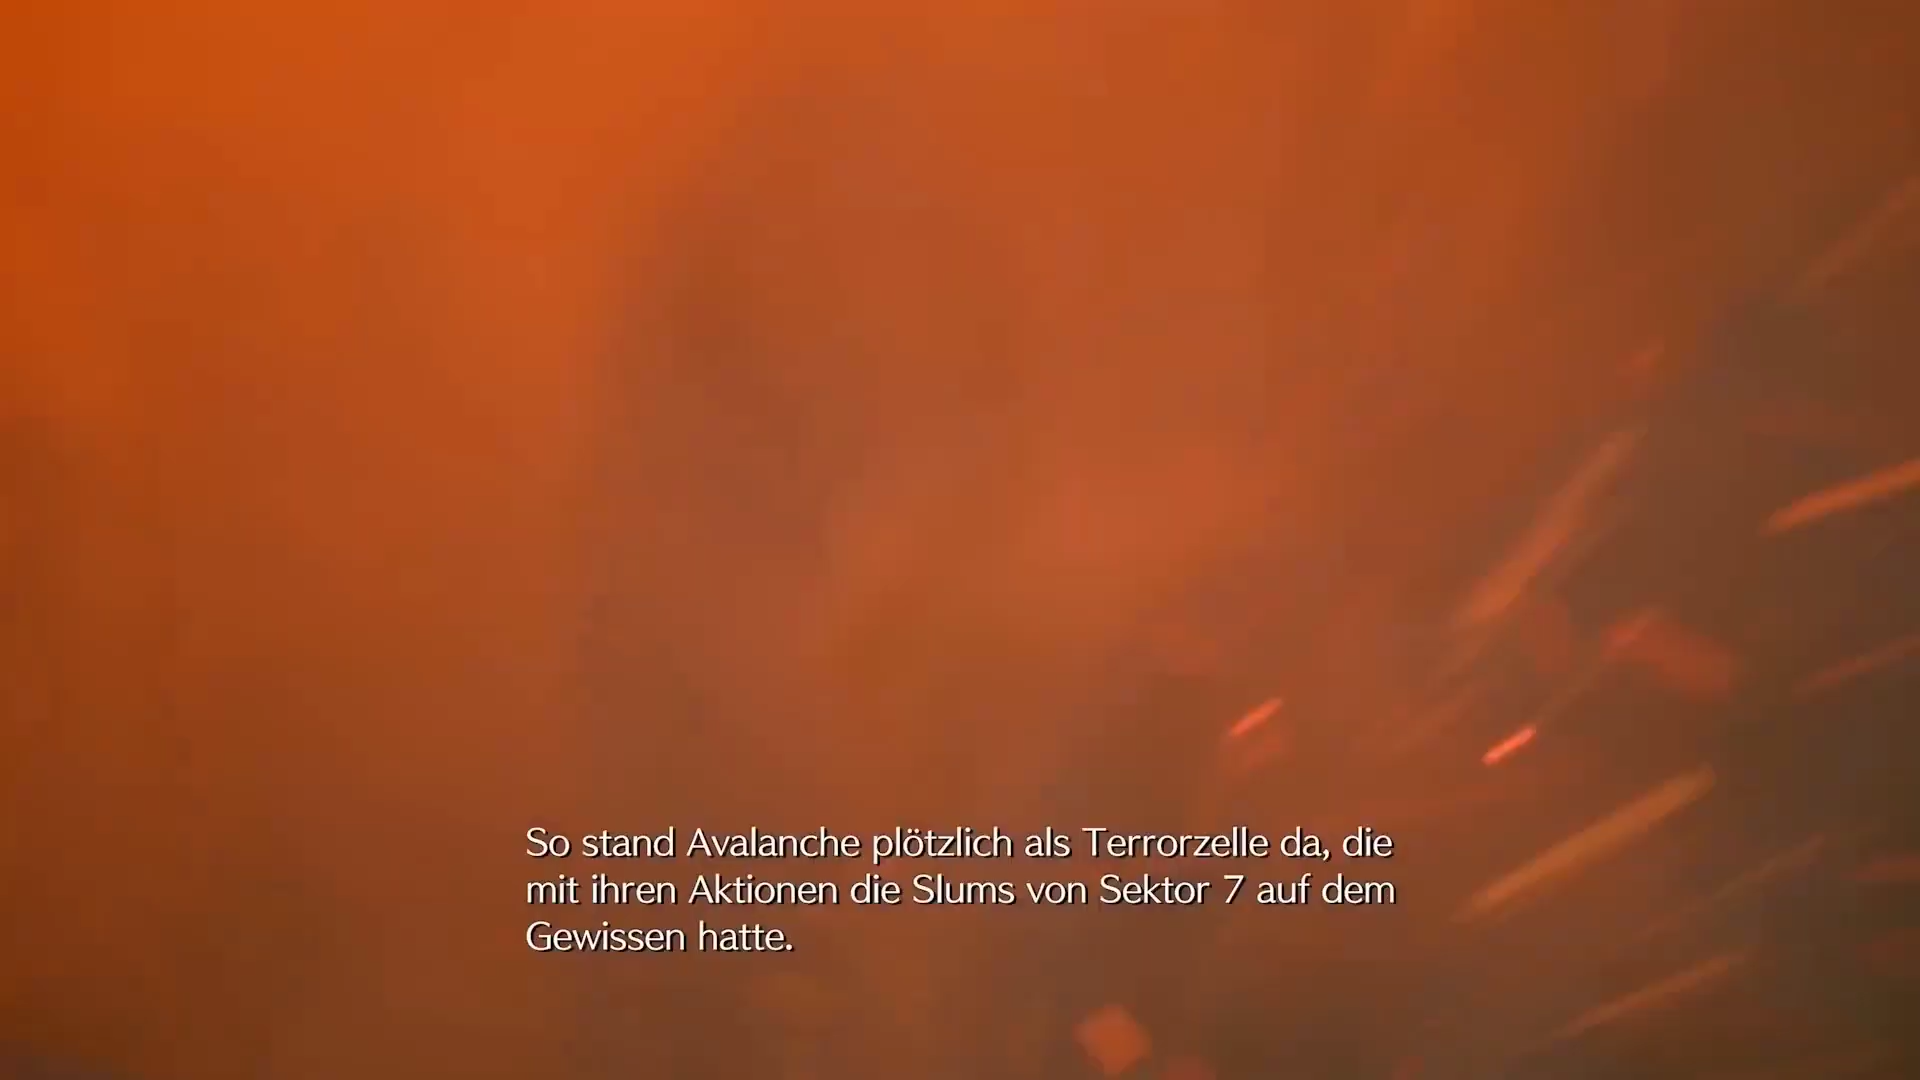 So stand Avalanche plötzlich als Terrorzelle da, die
mit ihren Aktionen die Slums von Sektor 7 auf dem
Gewissen hatte.